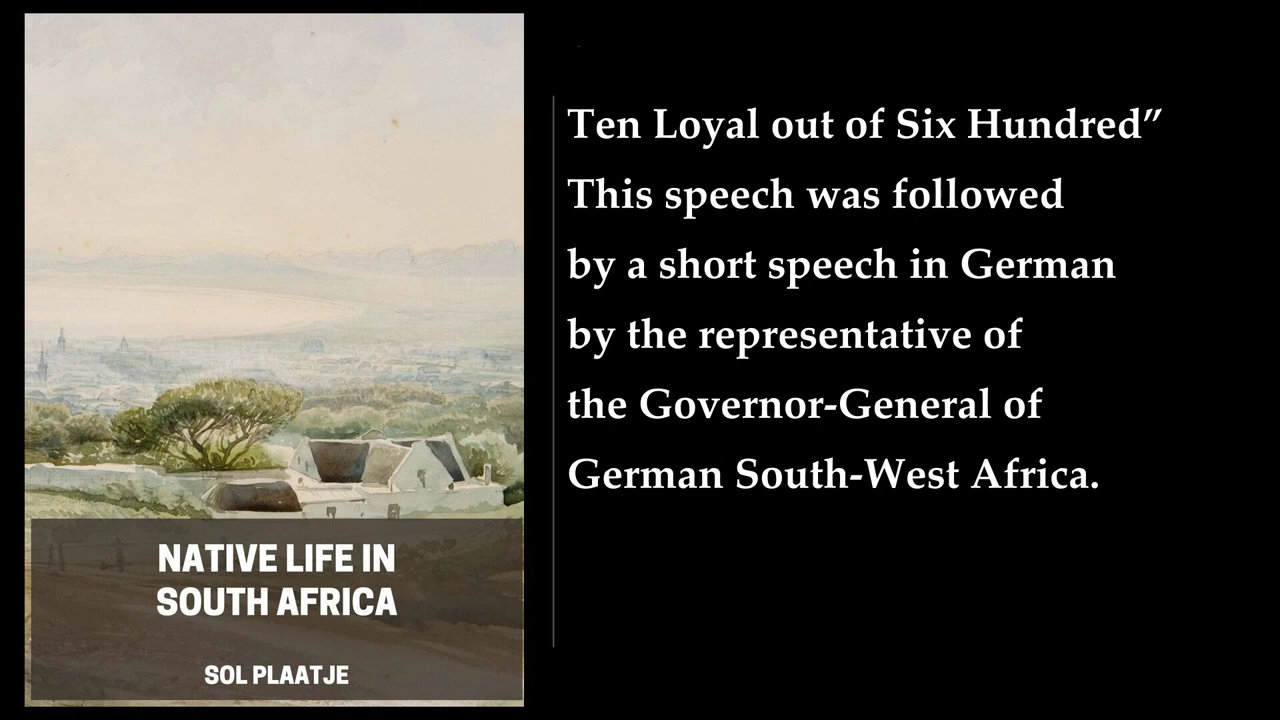 NATIVE LIFE IN
SOUTH AFRICA
SOL PLAATJE
Ten Loyal out of Six Hundred”
This speech was followed
by a short speech in German
by the representative of
the Governor-General of
German South-West Africa.